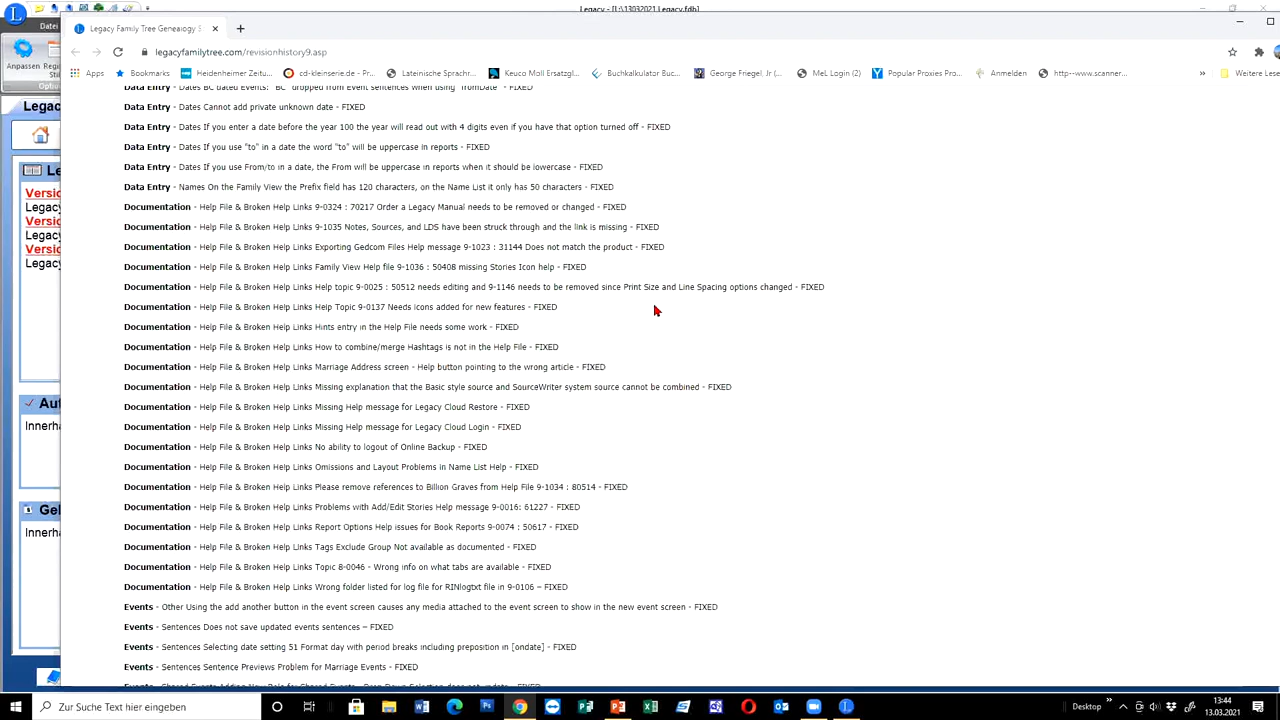 Legacy - [L:\13032021 Legacy.fdb]
Datei
Legacy Family Tree Genealogy S
legacyfamilytree.com/revisionhistory9.asp
Anpassen
Apps Bookmarks Heidenheimer Zeitu... cd-kleinserie.de - Pr... Lateinische Sprachr... Keuco Moll Ersatzgl... Buchkalkulator Buc... George Friegel, Jr (... MeL Login (2) Popular Proxies Pro... Anmelden http--www.scanner... » Weitere Lese
Data Entry - Dates BC dated Events: "BC" dropped from Event sentences when using "fromDate" - FIXED
Data Entry - Dates Cannot add private unknown date - FIXED
Data Entry - Dates If you enter a date before the year 100 the year will read out with 4 digits even if you have that option turned off - FIXED
Data Entry - Dates If you use "to" in a date the word "to" will be uppercase in reports - FIXED
Data Entry - Dates If you use From/to in a date, the From will be uppercase in reports when it should be lowercase - FIXED
Data Entry - Names On the Family View the Prefix field has 120 characters, on the Name List it only has 50 characters - FIXED
Documentation - Help File & Broken Help Links 9-0324 : 70217 Order a Legacy Manual needs to be removed or changed - FIXED
Documentation - Help File & Broken Help Links 9-1035 Notes, Sources, and LDS have been struck through and the link is missing - FIXED
Documentation - Help File & Broken Help Links Exporting Gedcom Files Help message 9-1023 : 31144 Does not match the product - FIXED
Documentation - Help File & Broken Help Links Family View Help file 9-1036 : 50408 missing Stories Icon help - FIXED
Documentation - Help File & Broken Help Links Help topic 9-0025 : 50512 needs editing and 9-1146 needs to be removed since Print Size and Line Spacing options changed - FIXED
Documentation - Help File & Broken Help Links Help Topic 9-0137 Needs icons added for new features - FIXED
Documentation - Help File & Broken Help Links Hints entry in the Help File needs some work - FIXED
Documentation - Help File & Broken Help Links How to combine/merge Hashtags is not in the Help File - FIXED
Documentation - Help File & Broken Help Links Marriage Address screen - Help button pointing to the wrong article - FIXED
Documentation - Help File & Broken Help Links Missing explanation that the Basic style source and SourceWriter system source cannot be combined - FIXED
Documentation - Help File & Broken Help Links Missing Help message for Legacy Cloud Restore - FIXED
Documentation - Help File & Broken Help Links Missing Help message for Legacy Cloud Login - FIXED
Documentation - Help File & Broken Help Links No ability to logout of Online Backup - FIXED
Documentation - Help File & Broken Help Links Omissions and Layout Problems in Name List Help - FIXED
Documentation - Help File & Broken Help Links Please remove references to Billion Graves from Help File 9-1034 : 80514 - FIXED
Documentation - Help File & Broken Help Links Problems with Add/Edit Stories Help message 9-0016: 61227 - FIXED
Documentation - Help File & Broken Help Links Report Options Help issues for Book Reports 9-0074 : 50617 - FIXED
Documentation - Help File & Broken Help Links Tags Exclude Group Not available as documented - FIXED
Documentation - Help File & Broken Help Links Topic 8-0046 - Wrong info on what tabs are available - FIXED
Documentation - Help File & Broken Help Links Wrong folder listed for log file for RINlogtxt file in 9-0106 – FIXED
Events - Other Using the add another button in the event screen causes any media attached to the event screen to show in the new event screen - FIXED
Events - Sentences Does not save updated events sentences – FIXED
Events - Sentences Selecting date setting 51 Format day with period breaks including preposition in [ondate] - FIXED
Events - Sentences Sentence Previews Problem for Marriage Events - FIXED
Zur Suche Text hier eingeben
Desktop »
13:44
13.03.2021